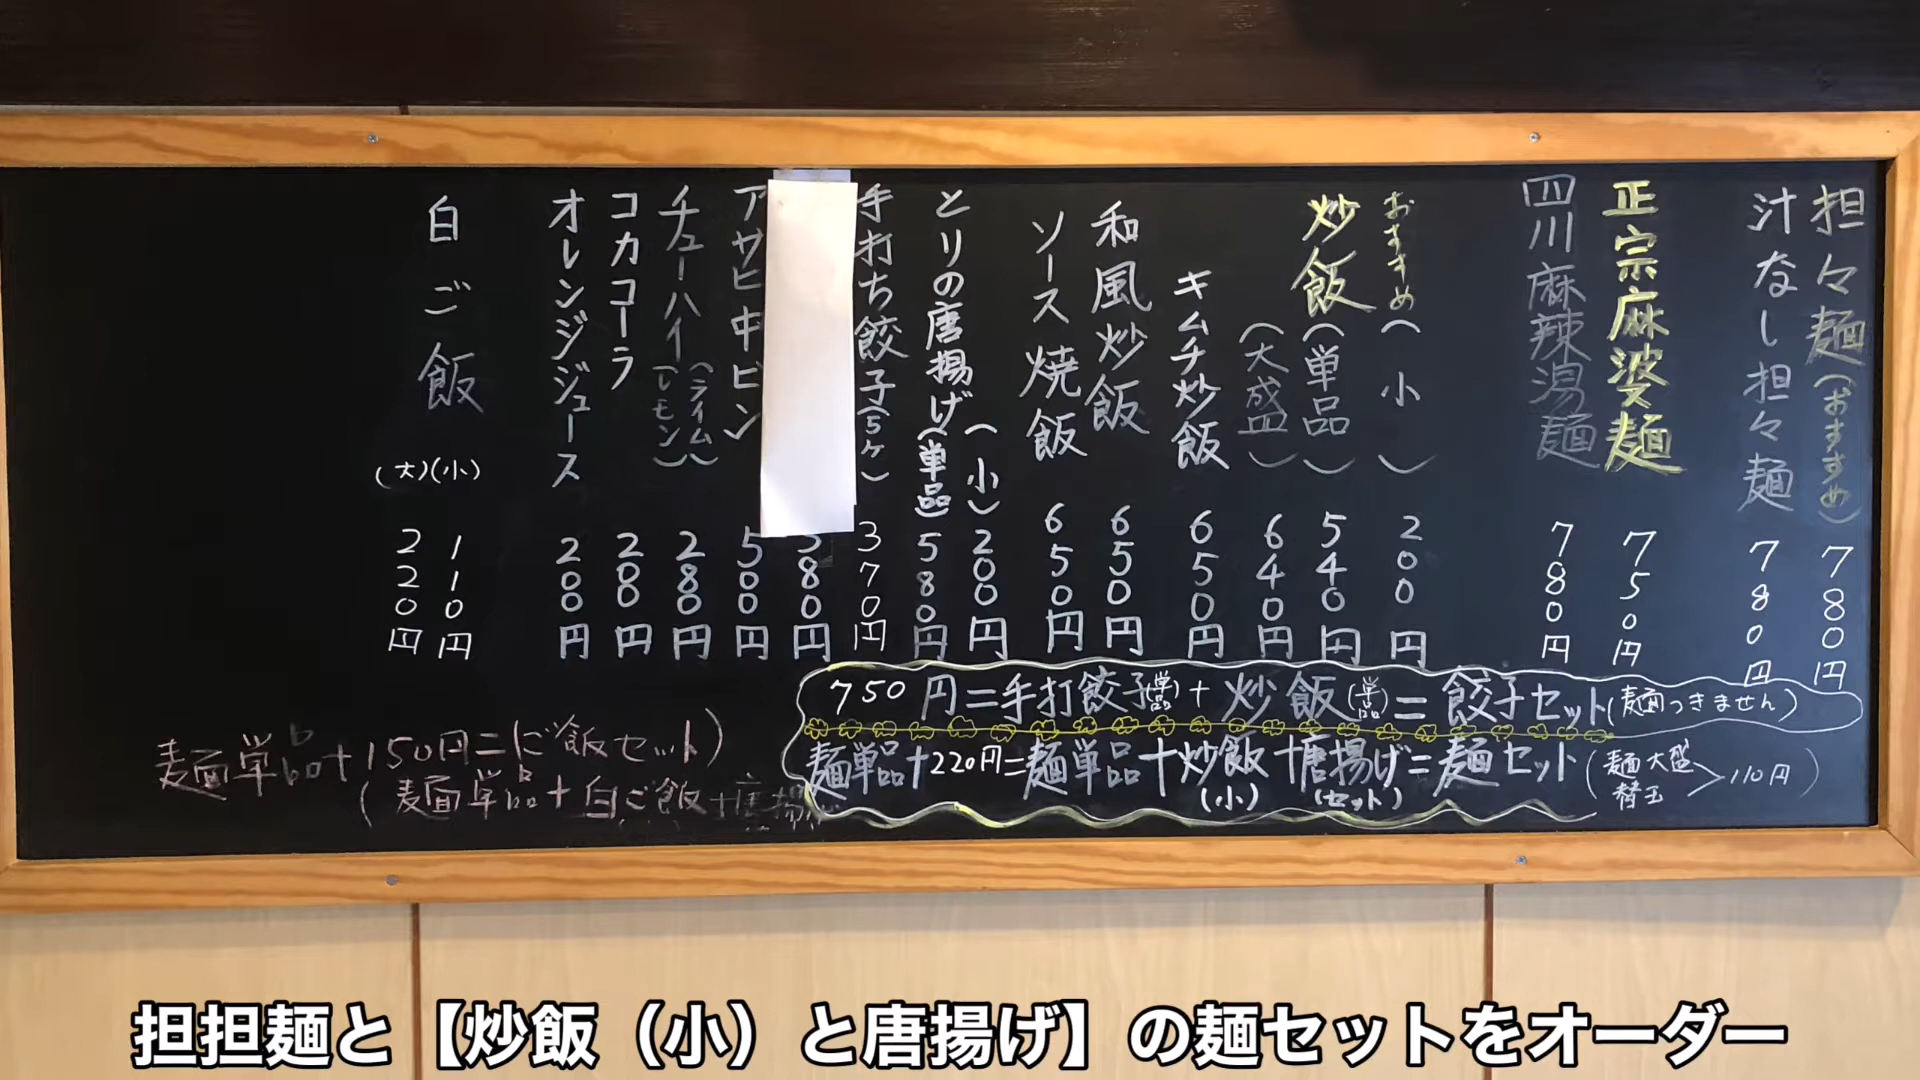 担々麺(おすすめ) 780円
汁なし担々麺 780円
正宗麻婆麺 750円
四川麻辣湯麺 780円
おすすめ
炒飯
(小) 200円
(単品) 540円
(大盛) 640円
キムチ炒飯 650円
和風炒飯 650円
ソース焼飯 650円
とりの唐揚げ
(小) 200円
(単品) 580円
手打ち餃子(5ヶ) 370円
80円
アサヒ中ビン 500円
チューハイ(ライム)(レモン) 280円
コカコーラ 200円
オレンジジュース 200円
白ご飯
(小) 110円
(大) 220円
750円=手打餃子(単品)+炒飯(単品)=餃子セット(麺つきません)
麺単品+220円=麺単品+炒飯(小)+唐揚げ(セット)=麺セット(麺大盛 替玉>110円)
麺単品+150円=(ご飯セット)
(麺単品+白ご飯+唐揚
担担麺と【炒飯（小）と唐揚げ】の麺セットをオーダー